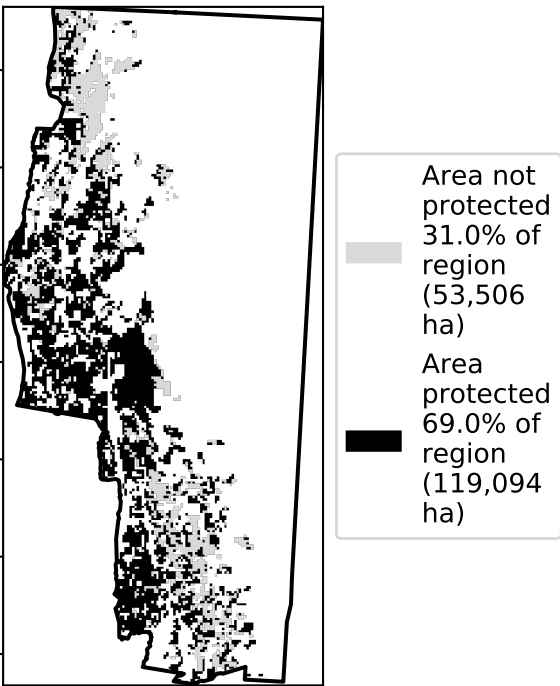 Area not
protected
31.0% of
region
(53,506
ha)
Area
protected
69.0% of
region
(119,094
ha)